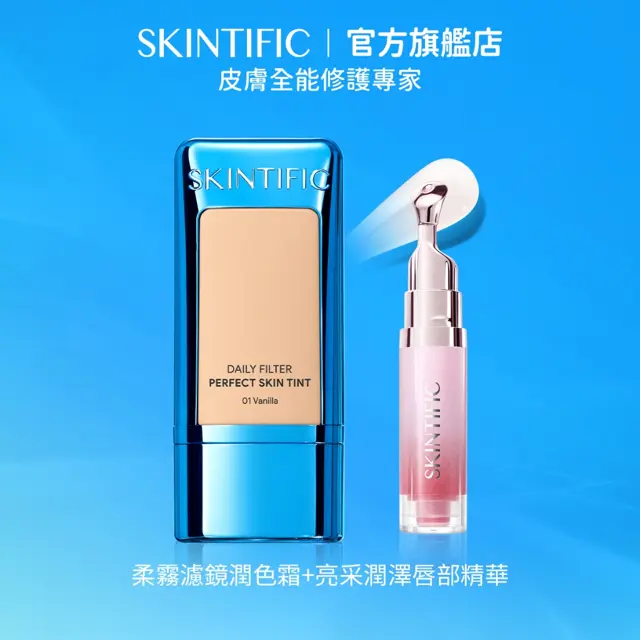 SKINTIFIC | 官方旗艦店
皮膚全能修護專家
SKINTIFIC
DAILY FILTER
PERFECT SKIN TINT
01 Vanilla
SKINTIFIC
柔霧濾鏡潤色霜+亮采潤澤唇部精華